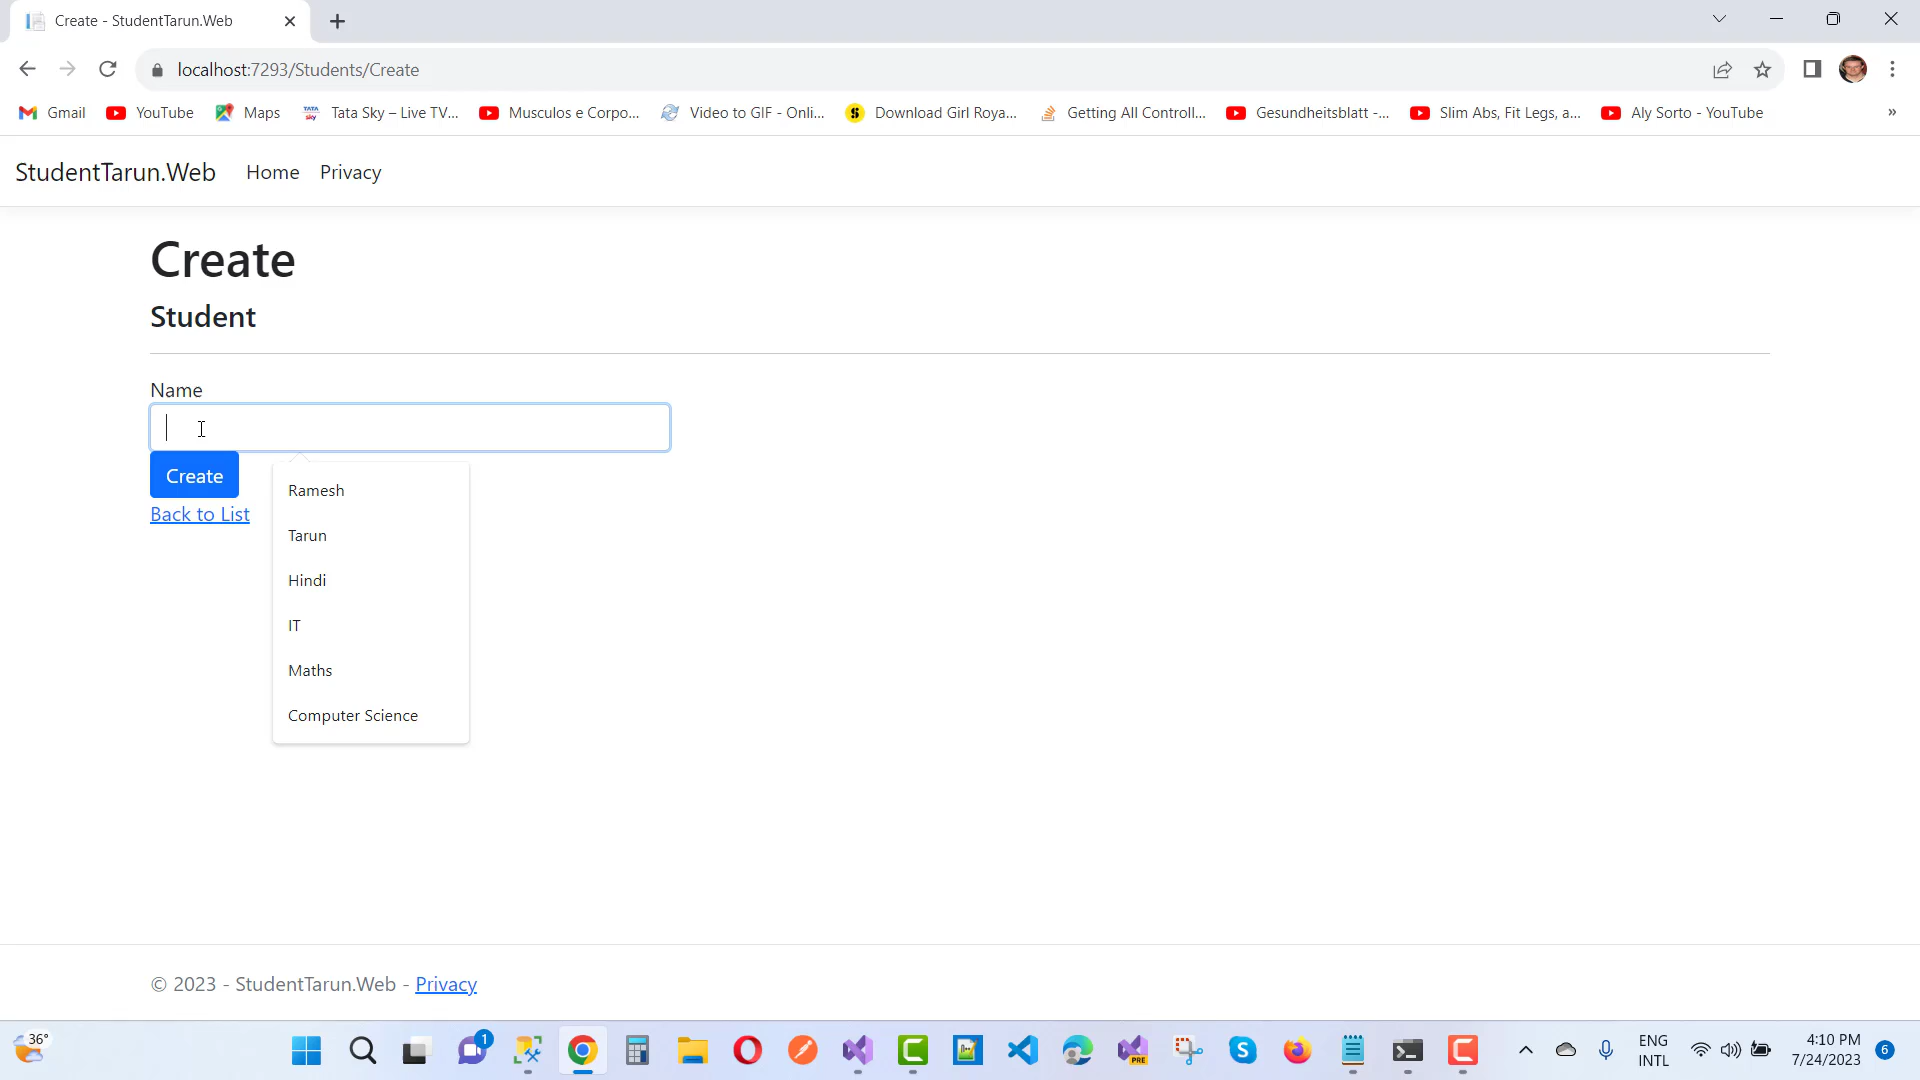 Create - StudentTarun.Web
localhost:7293/Students/Create
Gmail YouTube Maps Tata Sky – Live TV... Musculos e Corpo... Video to GIF - Onli... Download Girl Roya... Getting All Controll... Gesundheitsblatt -... Slim Abs, Fit Legs, a... Aly Sorto - YouTube »
StudentTarun.Web Home Privacy
Create
Student
Name
Create
Ramesh
Back to List
Tarun
Hindi
IT
Maths
Computer Science
© 2023 - StudentTarun.Web - Privacy
36°
1
PRE
ENG
INTL
4:10 PM
7/24/2023
6